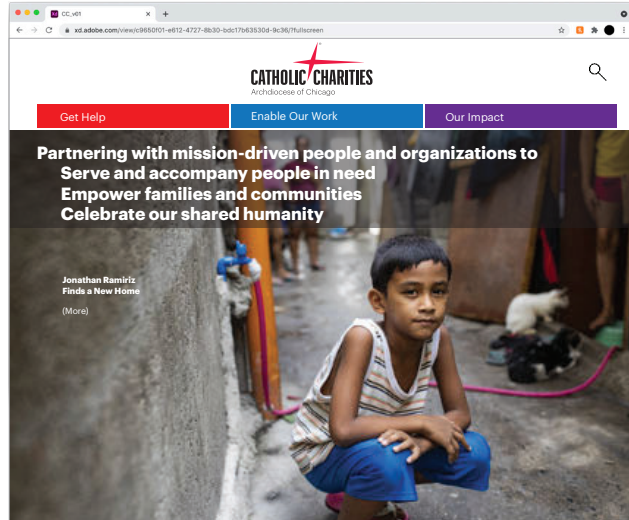 CC_v01
xd.adobe.com/view/c9650f01-e612-4727-8b30-bdc17b63530d-9c36/?fullscreen
CATHOLIC CHARITIES
Archdiocese of Chicago
Get Help
Enable Our Work
Our Impact
Partnering with mission-driven people and organizations to
Serve and accompany people in need
Empower families and communities
Celebrate our shared humanity
Jonathan Ramiriz
Finds a New Home
(More)